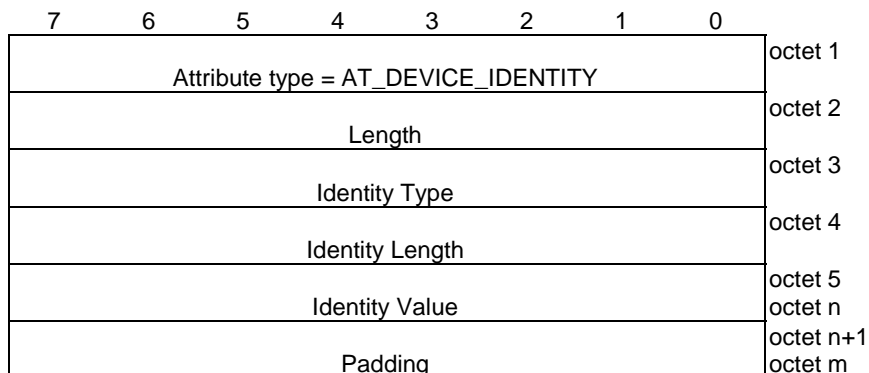 7 6 5 4 3 2 1 0
octet 1
Attribute type = AT_DEVICE_IDENTITY
octet 2
Length
octet 3
Identity Type
octet 4
Identity Length
octet 5
Identity Value octet n
octet n+1
Padding octet m